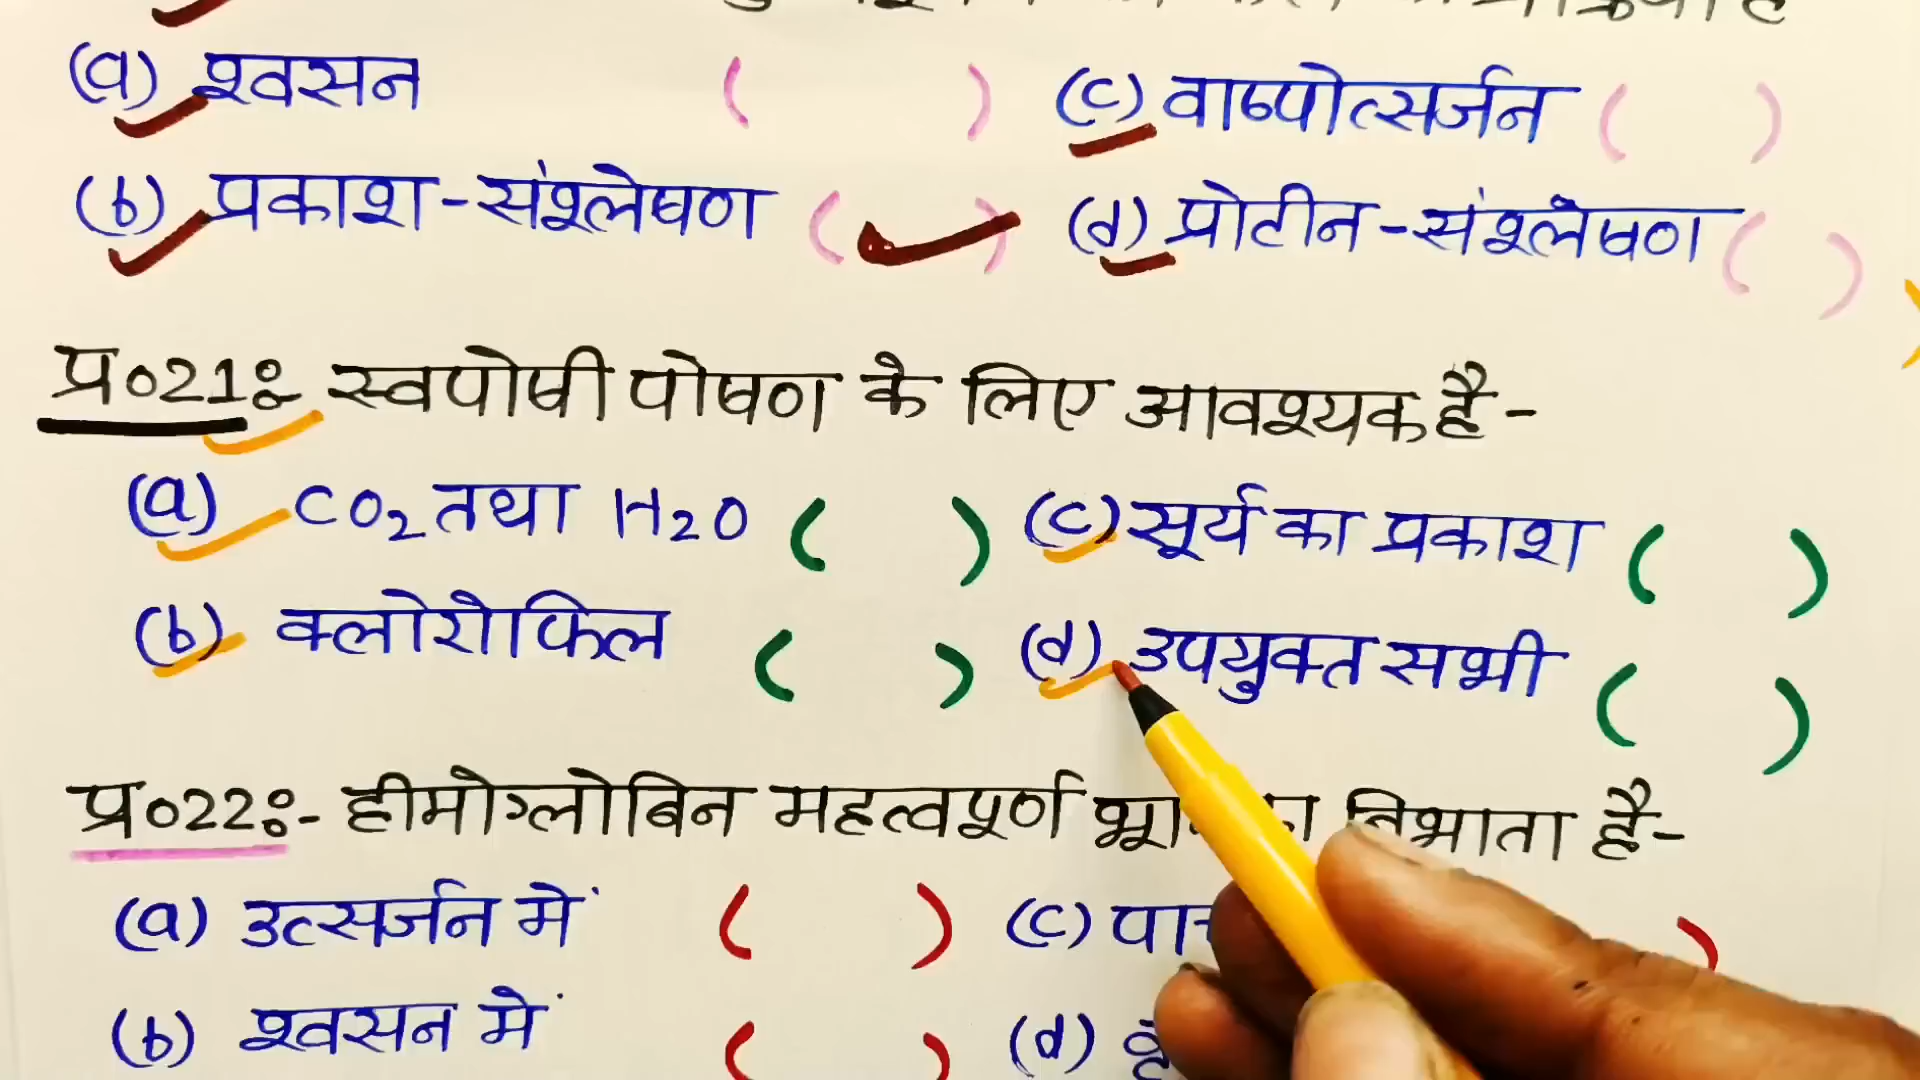 (a) श्वसन ( ) (c) वाष्पोत्सर्जन ( )
(b) प्रकाश-संश्लेषण ( ) (d) प्रोटीन-संश्लेषण ( )
प्र०21:- स्वपोषी पोषण के लिए आवश्यक है-
(a) CO2 तथा H2O ( ) (c) सूर्य का प्रकाश ( )
(b) क्लोरोफिल ( ) (d) उपयुक्त सभी ( )
प्र०22:- हीमोग्लोबिन महत्वपूर्ण निभाता है-
(a) उत्सर्जन में ( ) (c) )
(b) श्वसन में ( ) (d)